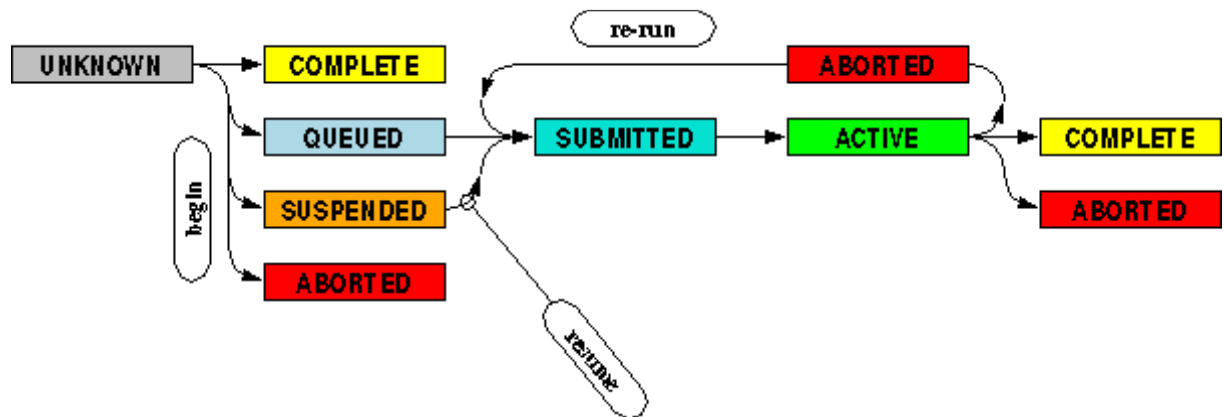 re-run
UNKNOWN
COMPLETE
ABORTED
QUEUED
SUBMITTED
ACTIVE
COMPLETE
begin
SUSPENDED
ABORTED
ABORTED
resume